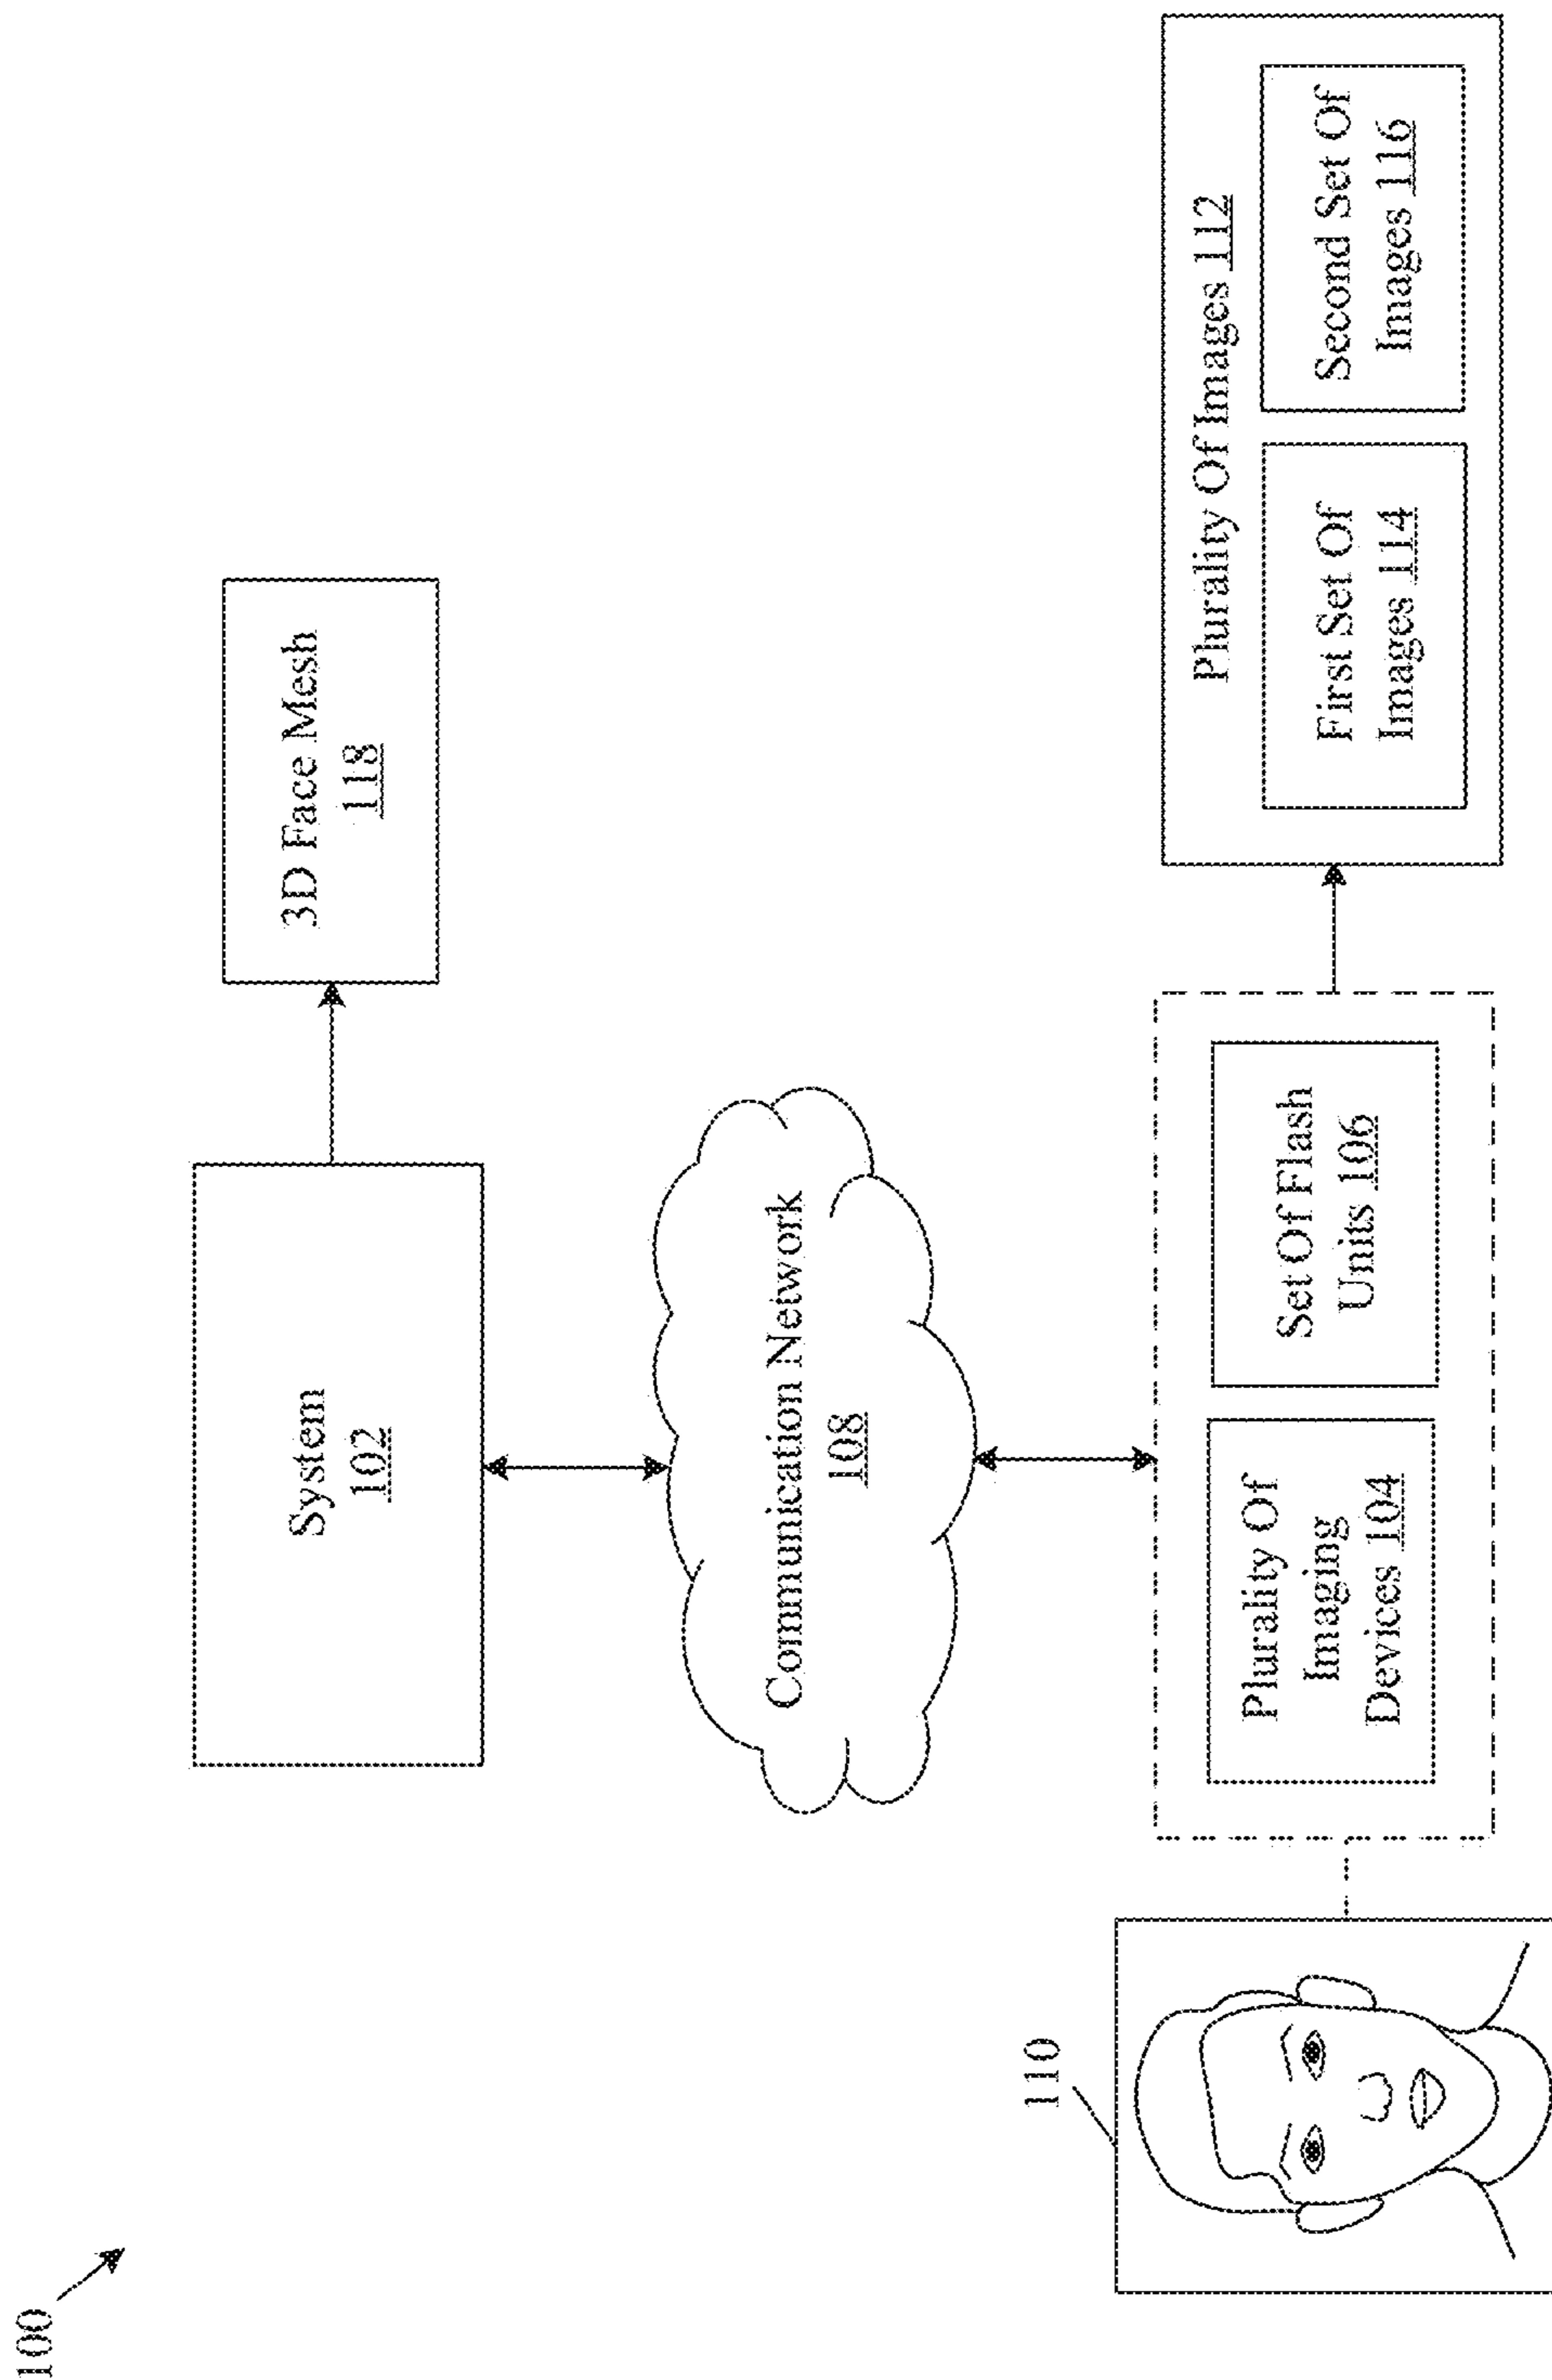 100
System
102
3D Face Mesh
118
Communication Network
108
110
Plurality Of
Imaging
Devices 104
Set Of Flash
Units 106
Plurality Of Images 112
First Set Of
Images 114
Second Set Of
Images 116